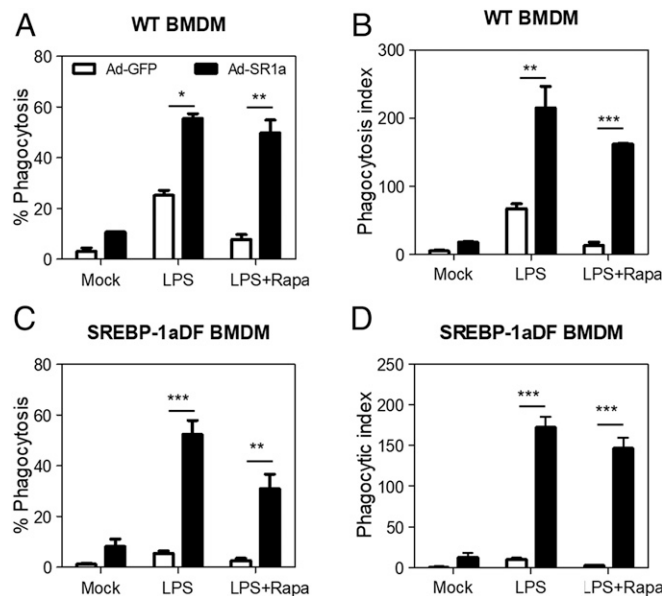 A
WT BMDM
Ad-GFP
Ad-SR1a
% Phagocytosis
80
60
40
20
0
*
**
Mock
LPS
LPS+Rapa
B
WT BMDM
Phagocytosis index
300
200
100
0
**
***
Mock
LPS
LPS+Rapa
C
SREBP-1aDF BMDM
% Phagocytosis
80
60
40
20
0
***
**
Mock
LPS
LPS+Rapa
D
SREBP-1aDF BMDM
Phagocytic index
250
200
150
100
50
0
***
***
Mock
LPS
LPS+Rapa